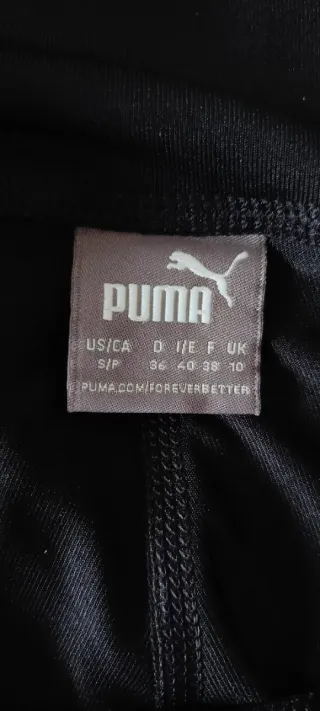 PUMA
US/CA D I/E F UK
S/P 36 40 38 10
PUMA.COM/FOREVERBETTER